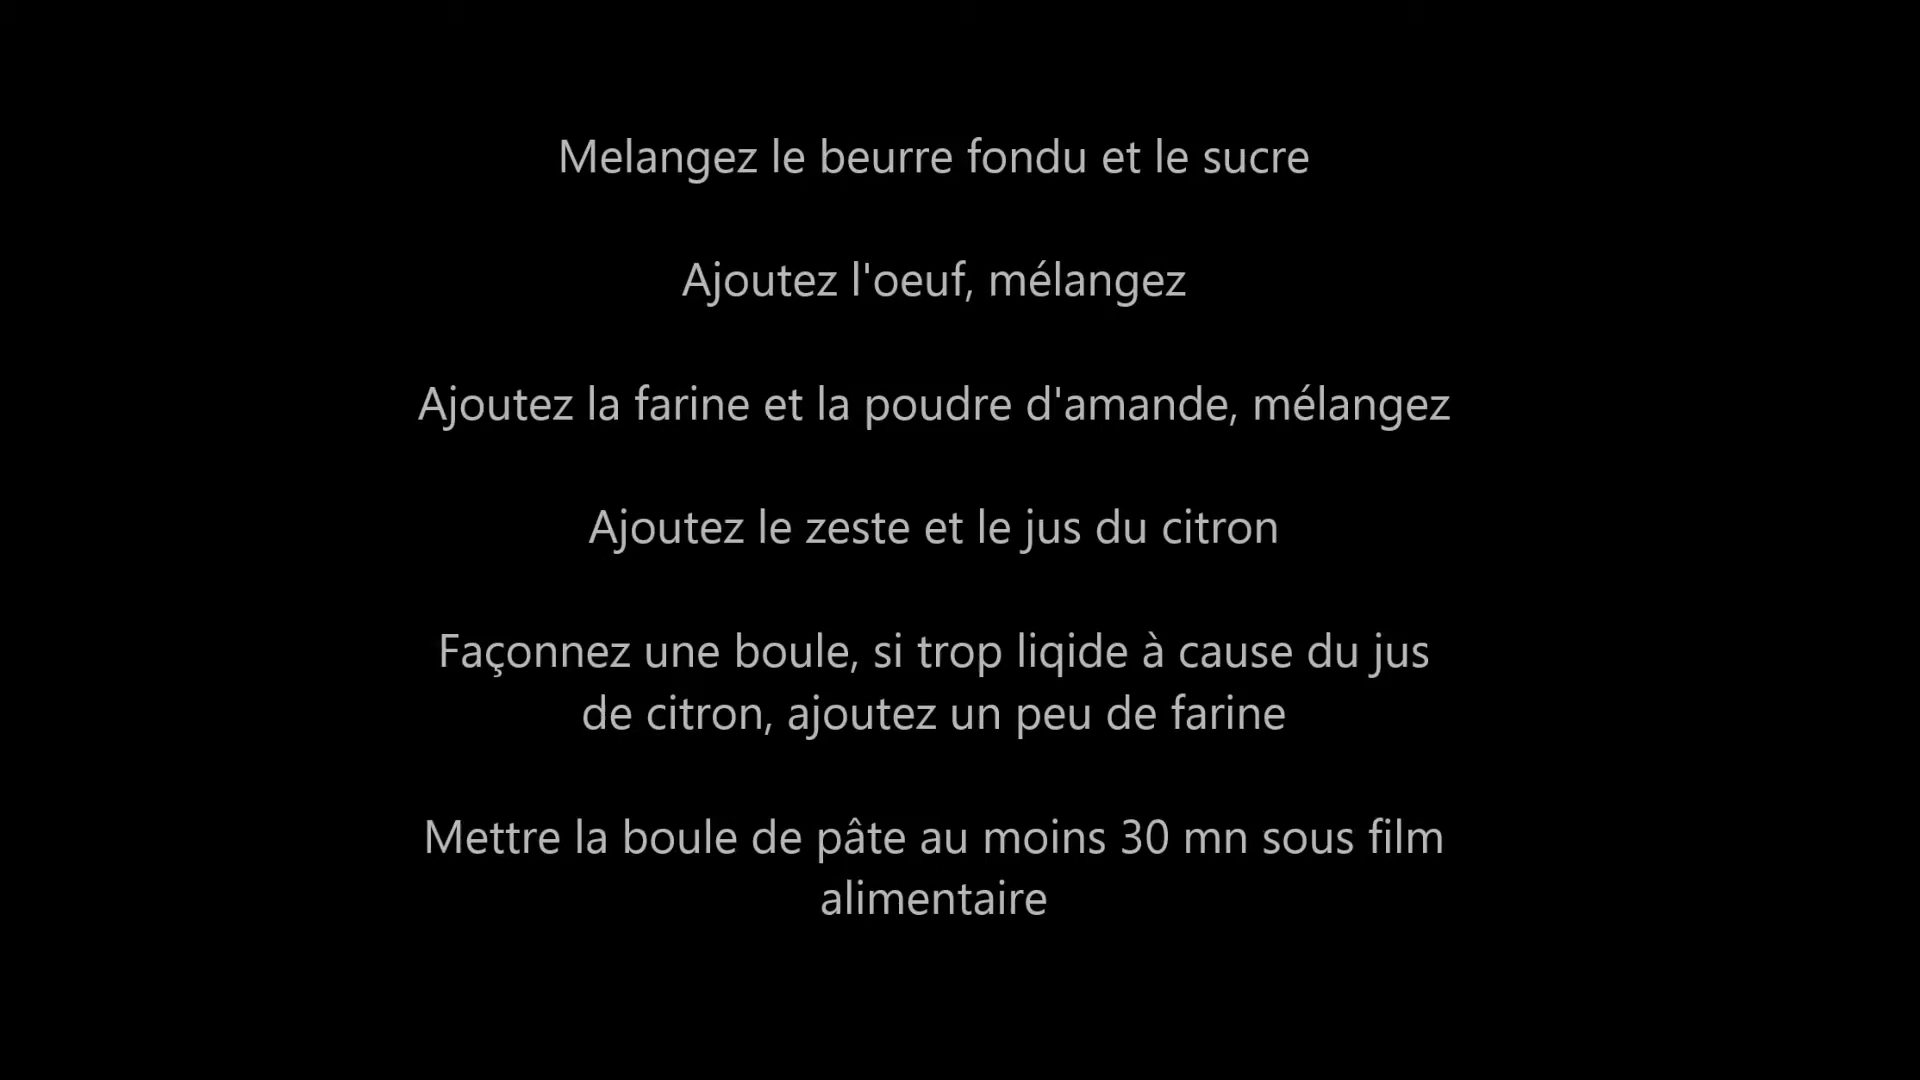 Melangez le beurre fondu et le sucre
Ajoutez l'oeuf, mélangez
Ajoutez la farine et la poudre d'amande, mélangez
Ajoutez le zeste et le jus du citron
Façonnez une boule, si trop liqide à cause du jus
de citron, ajoutez un peu de farine
Mettre la boule de pâte au moins 30 mn sous film
alimentaire